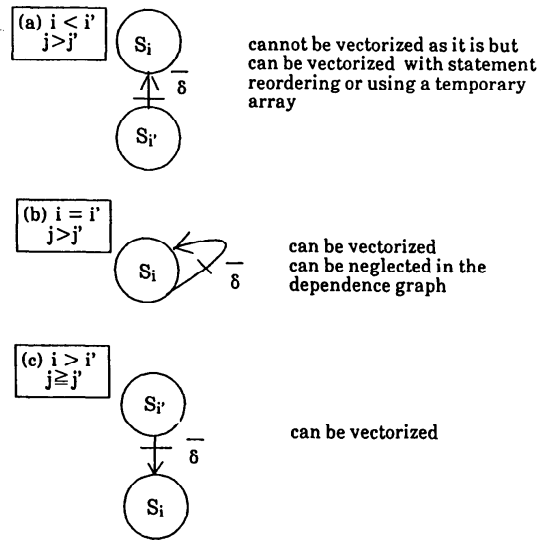 (a) i < i'
j>j'
Si
δ̅
Si'
cannot be vectorized as it is but
can be vectorized with statement
reordering or using a temporary
array
(b) i = i'
j>j'
Si
δ̅
can be vectorized
can be neglected in the
dependence graph
(c) i > i'
j≧j'
Si'
δ̅
Si
can be vectorized